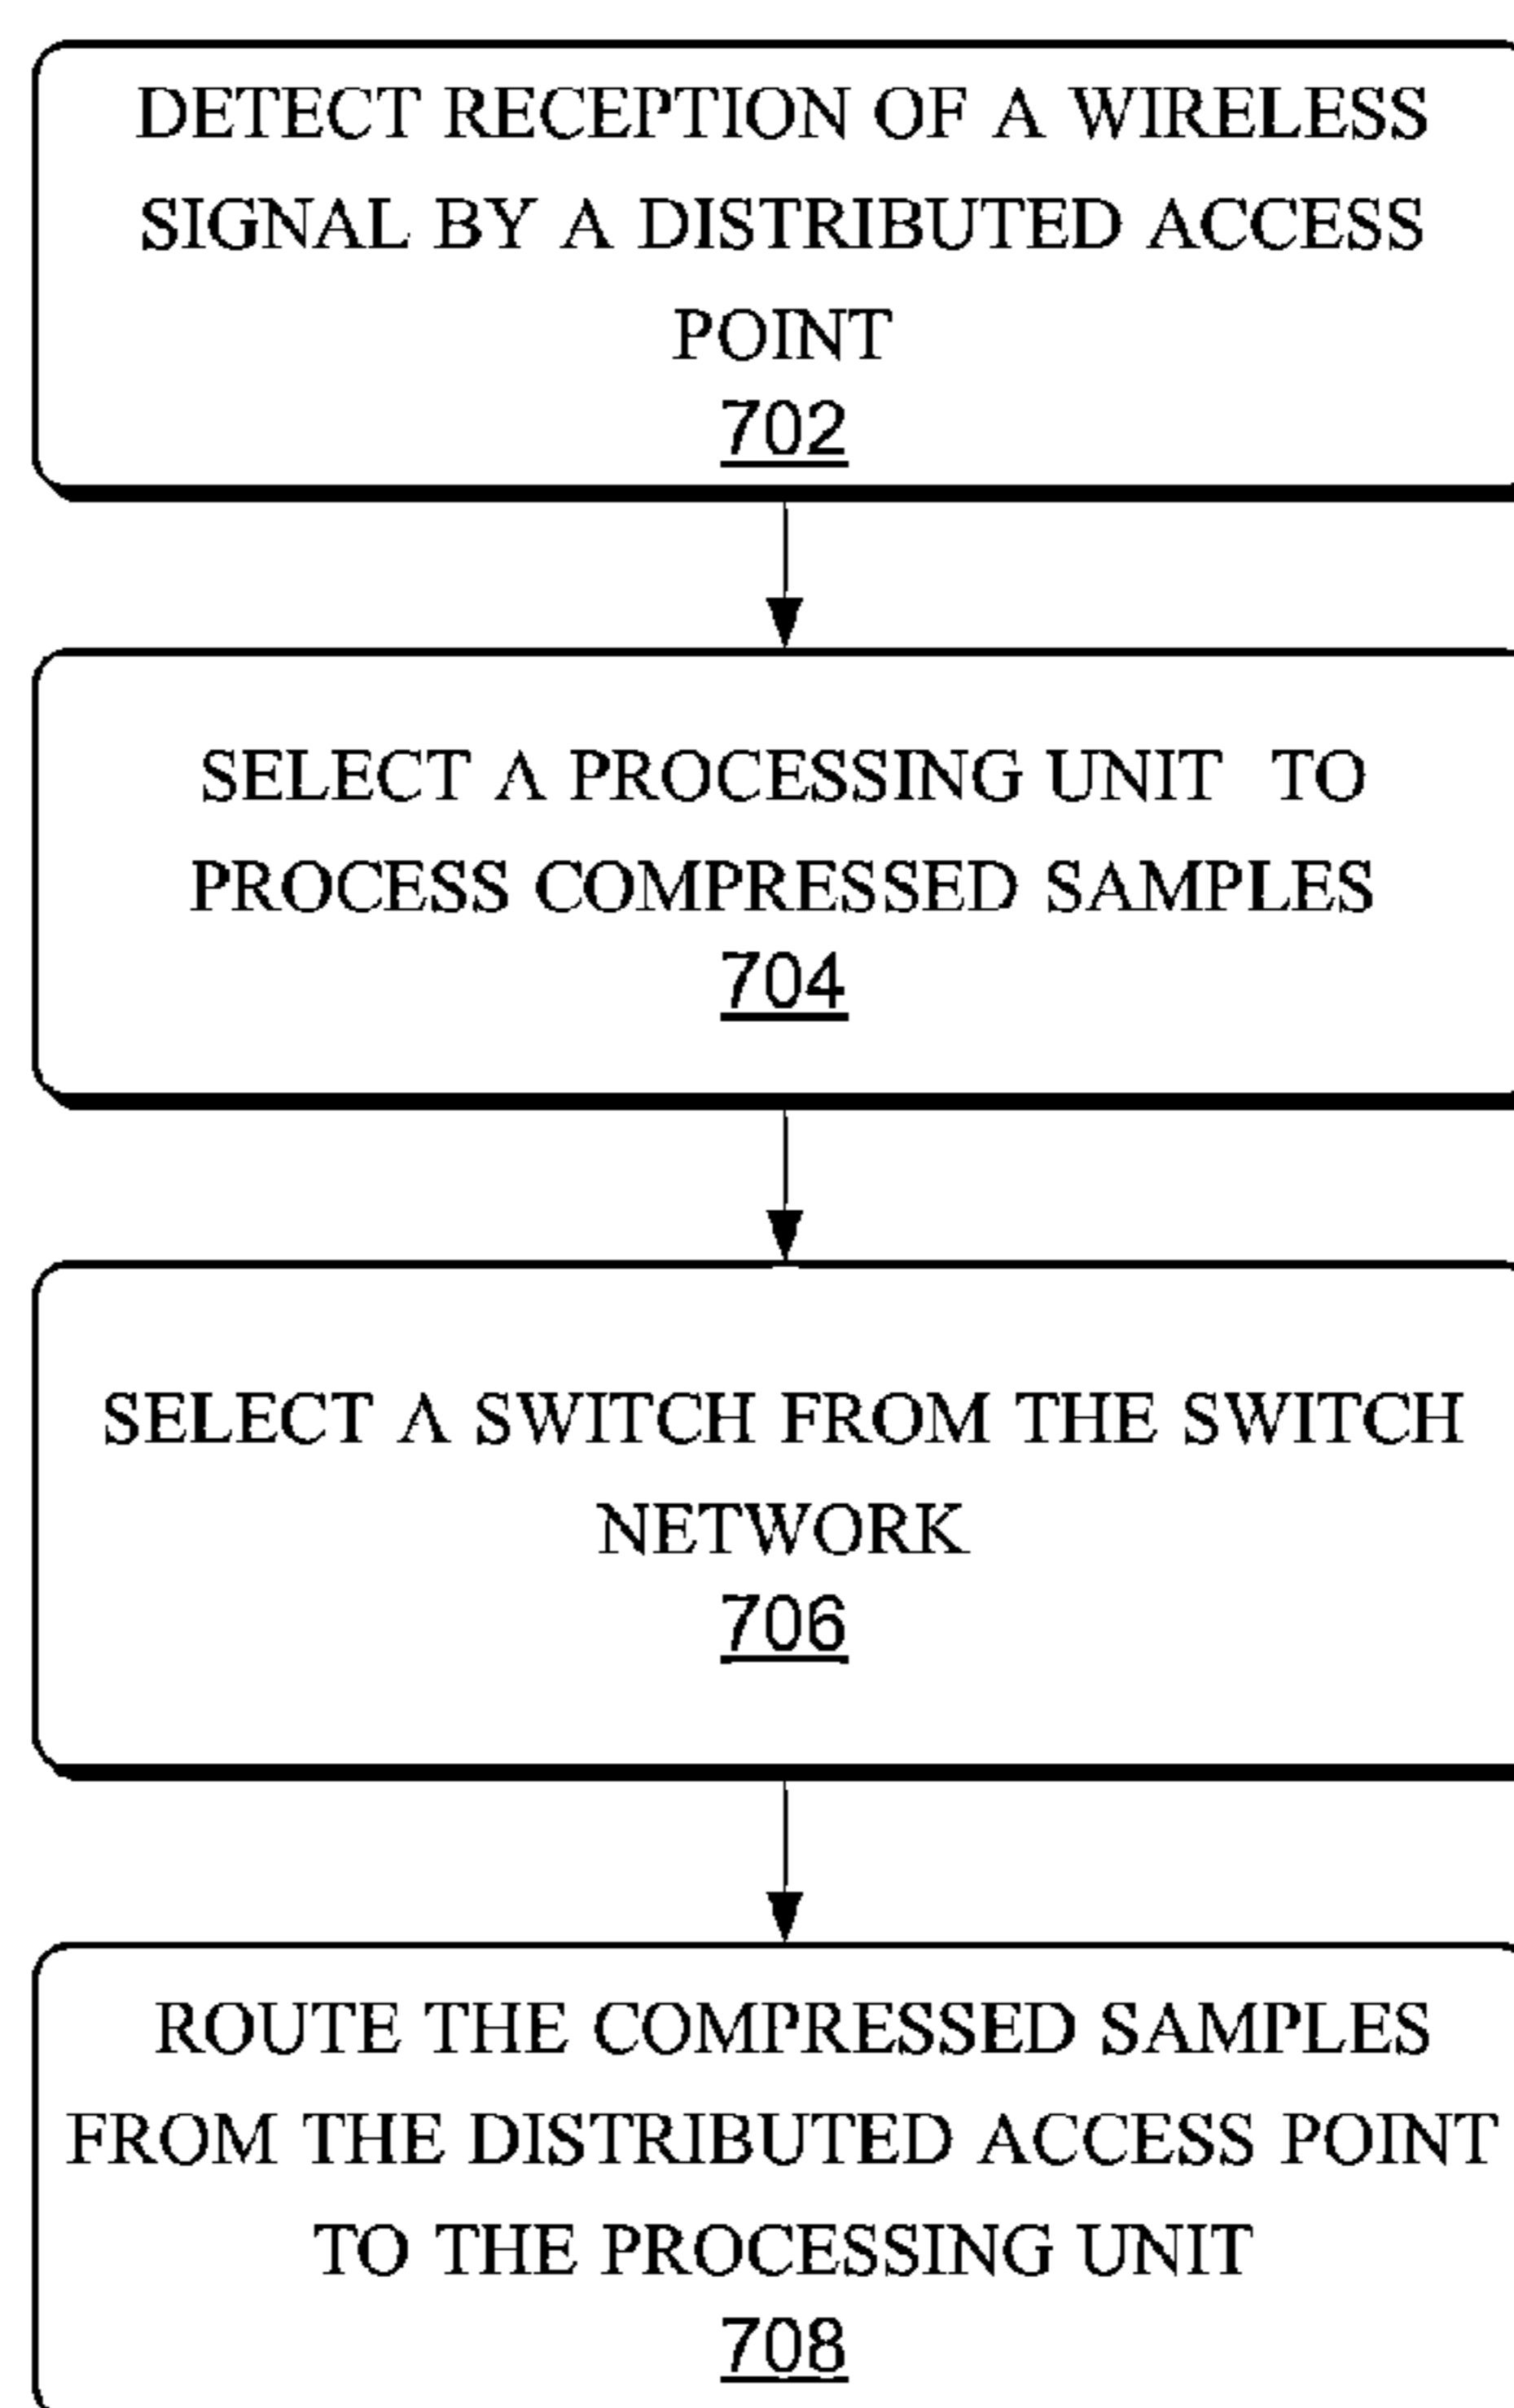 DETECT RECEPTION OF A WIRELESS
SIGNAL BY A DISTRIBUTED ACCESS
POINT
702
SELECT A PROCESSING UNIT TO
PROCESS COMPRESSED SAMPLES
704
SELECT A SWITCH FROM THE SWITCH
NETWORK
706
ROUTE THE COMPRESSED SAMPLES
FROM THE DISTRIBUTED ACCESS POINT
TO THE PROCESSING UNIT
708